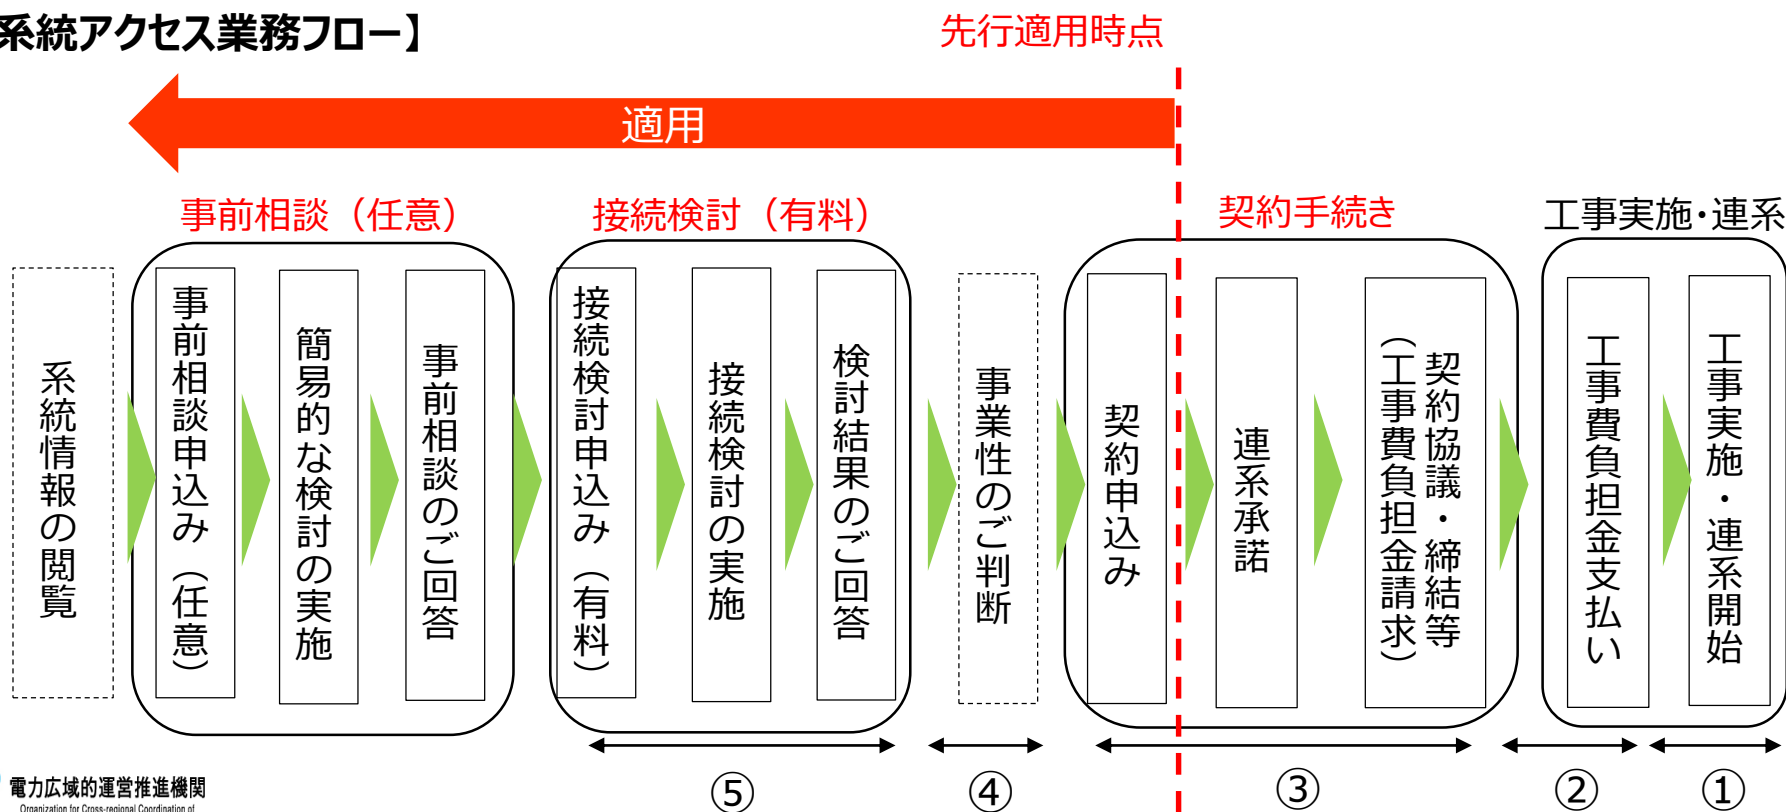 系統アクセス業務フロー】
先行適用時点
適用
事前相談（任意）
接続検討（有料）
契約手続き
工事実施・連系
系統情報の閲覧
事前相談申込み（任意）
簡易的な検討の実施
事前相談のご回答
接続検討申込み（有料）
接続検討の実施
検討結果のご回答
事業性のご判断
契約申込み
連系承諾
契約協議・締結等
（工事費負担金請求）
工事費負担金支払い
工事実施・連系開始
⑤
④
③
②
①
電力広域的運営推進機関
Organization for Cross-regional Coordination of